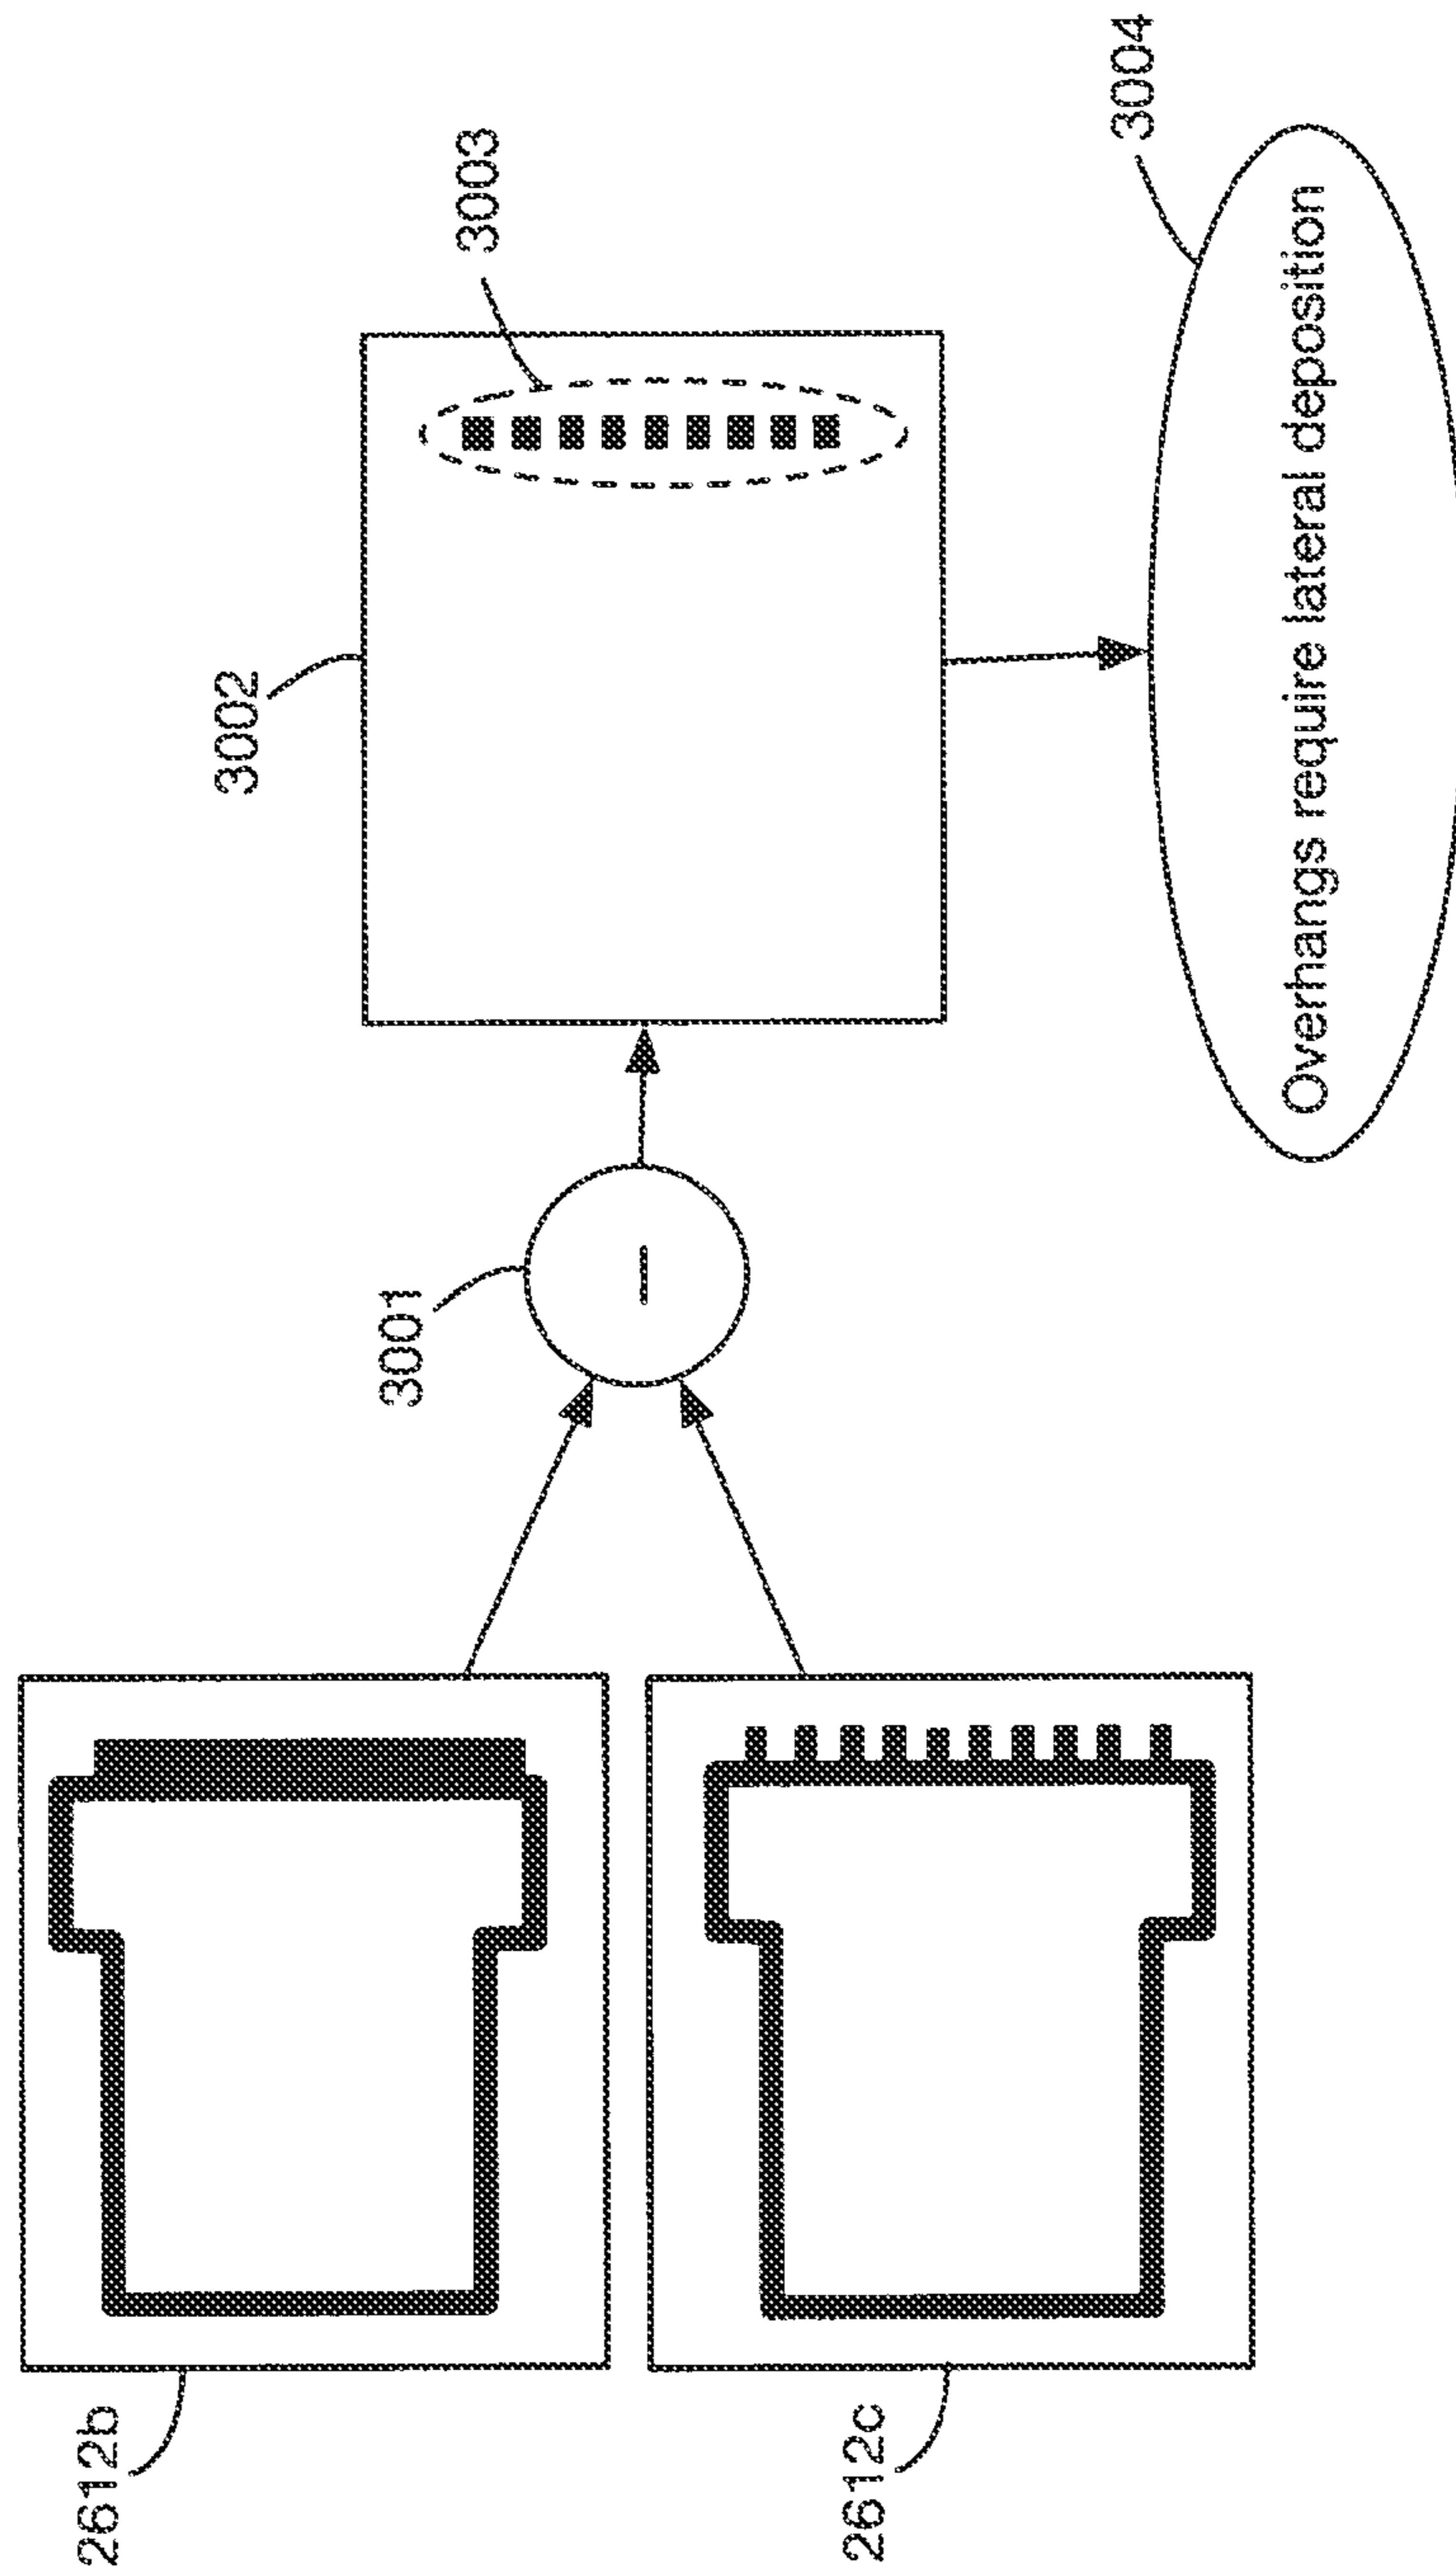 2612b
2612c
3001
3002
3003
3004
Overhangs require lateral deposition